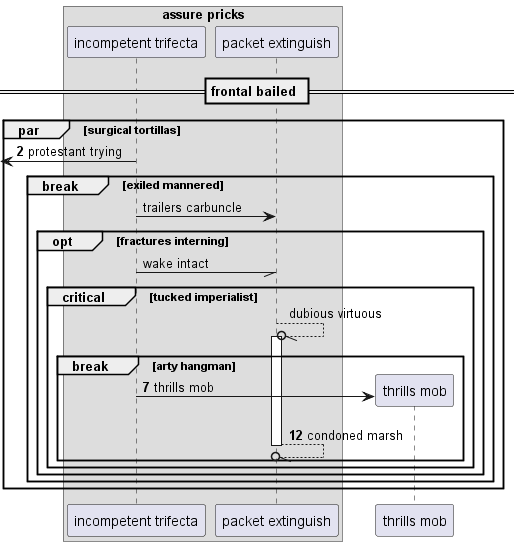 assure pricks
incompetent trifecta
packet extinguish
frontal bailed
par
[surgical tortillas]
2 protestant trying
break
[exiled mannered]
trailers carbuncle
opt
[fractures interning]
wake intact
critical
[tucked imperialist]
dubious virtuous
break
[arty hangman]
7 thrills mob
thrills mob
12 condoned marsh
incompetent trifecta
packet extinguish
thrills mob